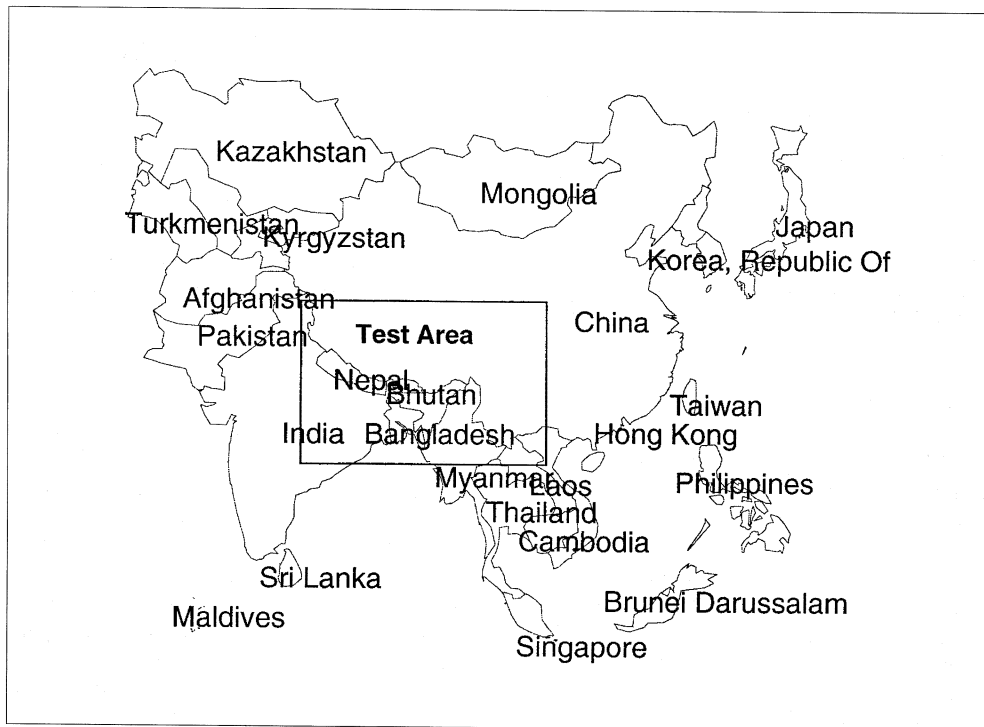 Kazakhstan
Mongolia
Turkmenistan
Kyrgyzstan
Japan
Korea, Republic Of
Afghanistan
Pakistan
Test Area
China
Nepal
Bhutan
Taiwan
India
Bangladesh
Hong Kong
Myanmar
Laos
Philippines
Thailand
Cambodia
Sri Lanka
Maldives
Brunei Darussalam
Singapore